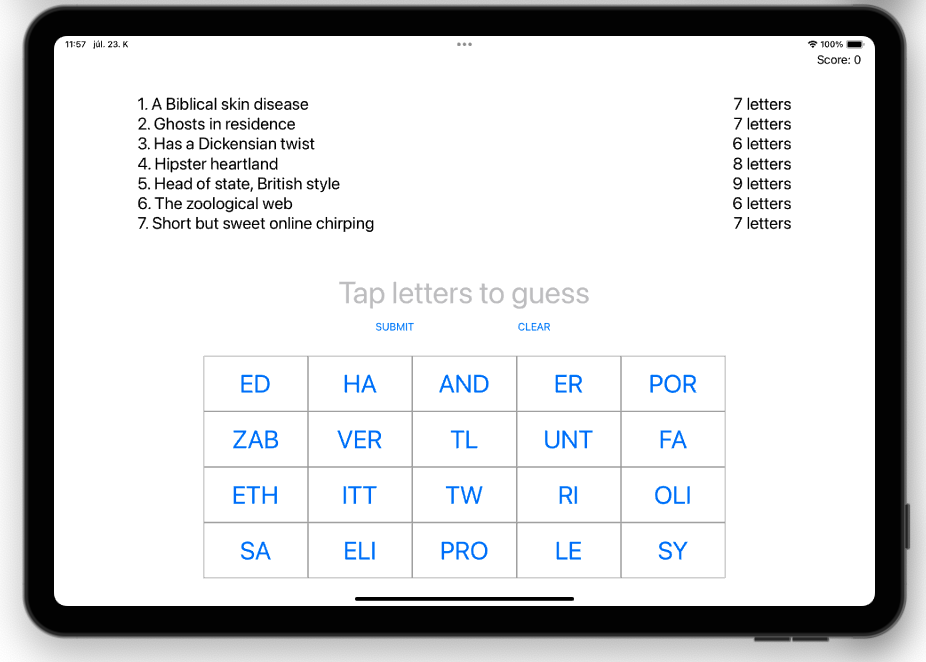 11:57 júl. 23. K
100%
Score: 0
1. A Biblical skin disease 7 letters
2. Ghosts in residence 7 letters
3. Has a Dickensian twist 6 letters
4. Hipster heartland 8 letters
5. Head of state, British style 9 letters
6. The zoological web 6 letters
7. Short but sweet online chirping 7 letters
Tap letters to guess
SUBMIT CLEAR
ED HA AND ER POR
ZAB VER TL UNT FA
ETH ITT TW RI OLI
SA ELI PRO LE SY